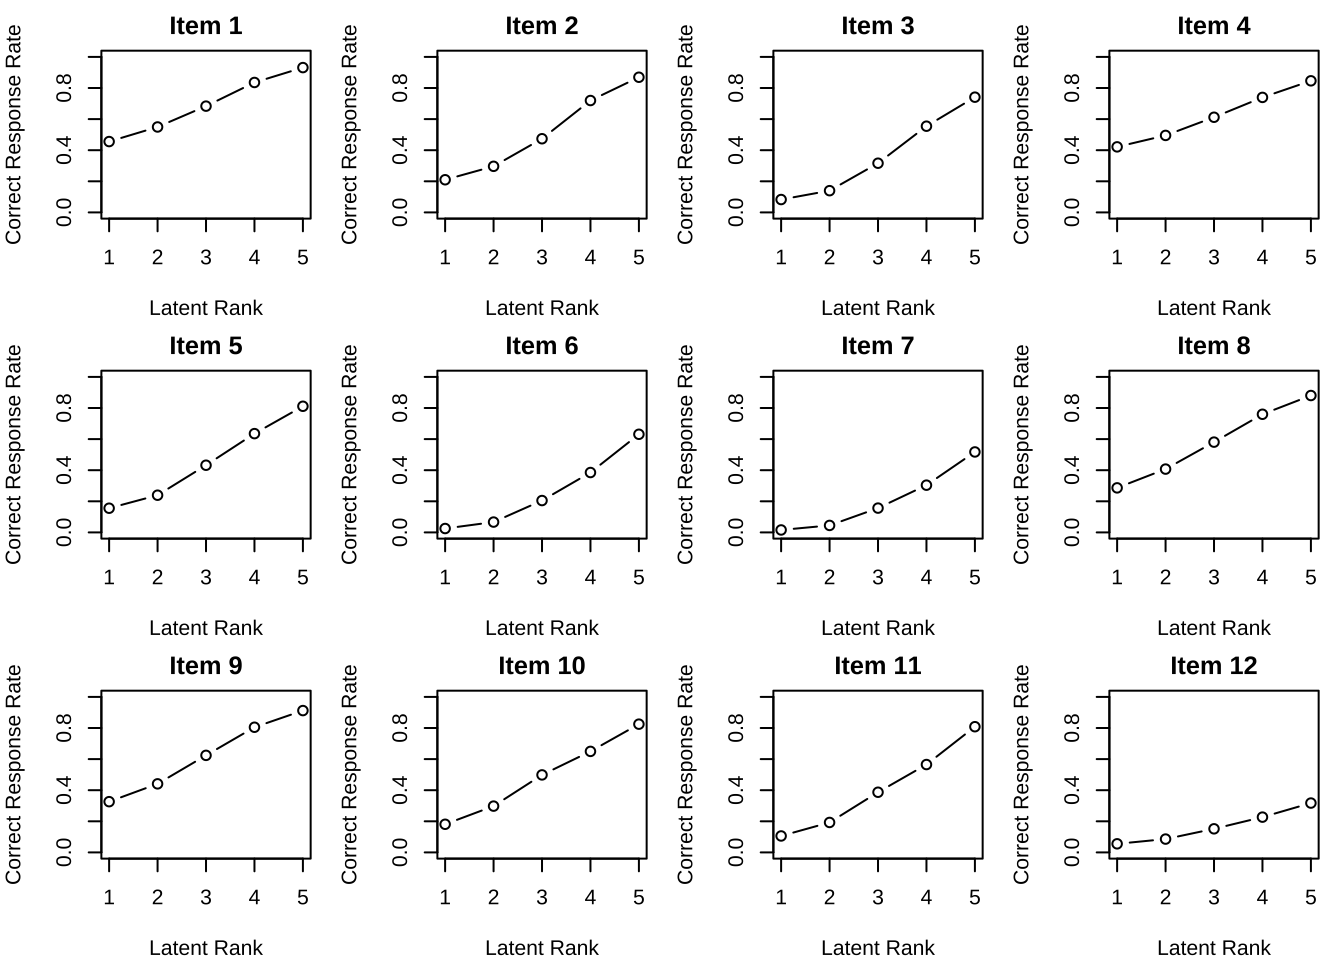 Item 1
Correct Response Rate
0.0 0.4 0.8
1 2 3 4 5
Latent Rank
Item 2
Correct Response Rate
0.0 0.4 0.8
1 2 3 4 5
Latent Rank
Item 3
Correct Response Rate
0.0 0.4 0.8
1 2 3 4 5
Latent Rank
Item 4
Correct Response Rate
0.0 0.4 0.8
1 2 3 4 5
Latent Rank
Item 5
Correct Response Rate
0.0 0.4 0.8
1 2 3 4 5
Latent Rank
Item 6
Correct Response Rate
0.0 0.4 0.8
1 2 3 4 5
Latent Rank
Item 7
Correct Response Rate
0.0 0.4 0.8
1 2 3 4 5
Latent Rank
Item 8
Correct Response Rate
0.0 0.4 0.8
1 2 3 4 5
Latent Rank
Item 9
Correct Response Rate
0.0 0.4 0.8
1 2 3 4 5
Latent Rank
Item 10
Correct Response Rate
0.0 0.4 0.8
1 2 3 4 5
Latent Rank
Item 11
Correct Response Rate
0.0 0.4 0.8
1 2 3 4 5
Latent Rank
Item 12
Correct Response Rate
0.0 0.4 0.8
1 2 3 4 5
Latent Rank